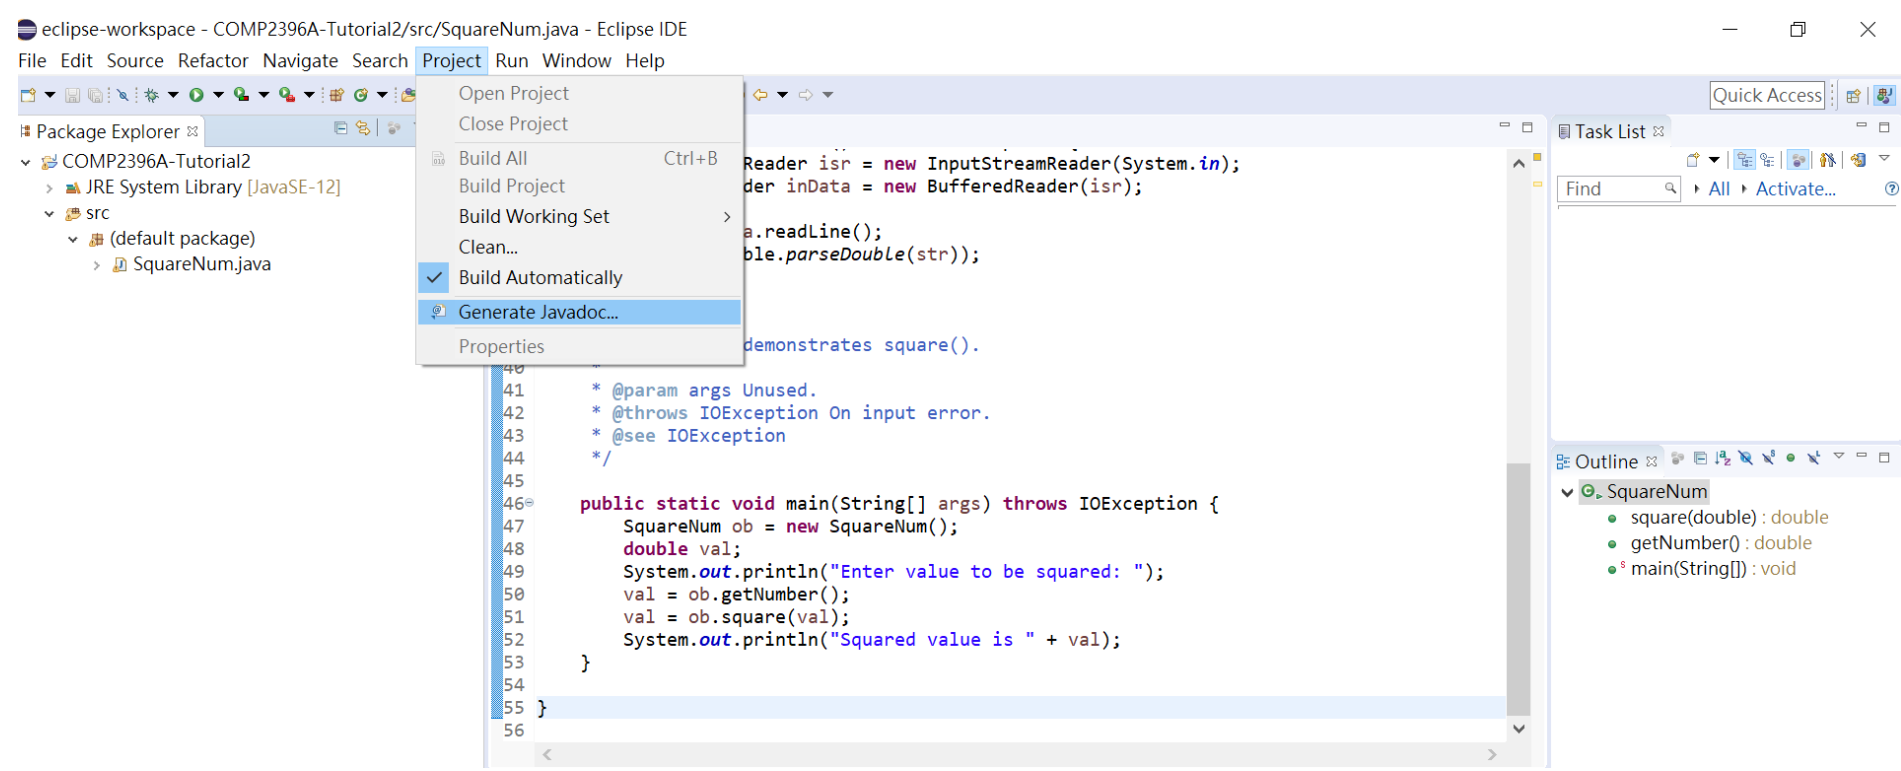 eclipse-workspace - COMP2396A-Tutorial2/src/SquareNum.java - Eclipse IDE
File Edit Source Refactor Navigate Search Project Run Window Help
Quick Access
Package Explorer
COMP2396A-Tutorial2
JRE System Library [JavaSE-12]
src
(default package)
SquareNum.java
Open Project
Close Project
Build All Ctrl+B
Build Project
Build Working Set
Clean...
Build Automatically
Generate Javadoc...
Properties
Reader isr = new InputStreamReader(System.in);
der inData = new BufferedReader(isr);
a.readLine();
ble.parseDouble(str));
demonstrates square().
40 *
41 * @param args Unused.
42 * @throws IOException On input error.
43 * @see IOException
44 */
45
46 public static void main(String[] args) throws IOException {
47 SquareNum ob = new SquareNum();
48 double val;
49 System.out.println("Enter value to be squared: ");
50 val = ob.getNumber();
51 val = ob.square(val);
52 System.out.println("Squared value is " + val);
53 }
54
55 }
56
Task List
Find All Activate...
Outline
SquareNum
square(double) : double
getNumber() : double
main(String[]) : void